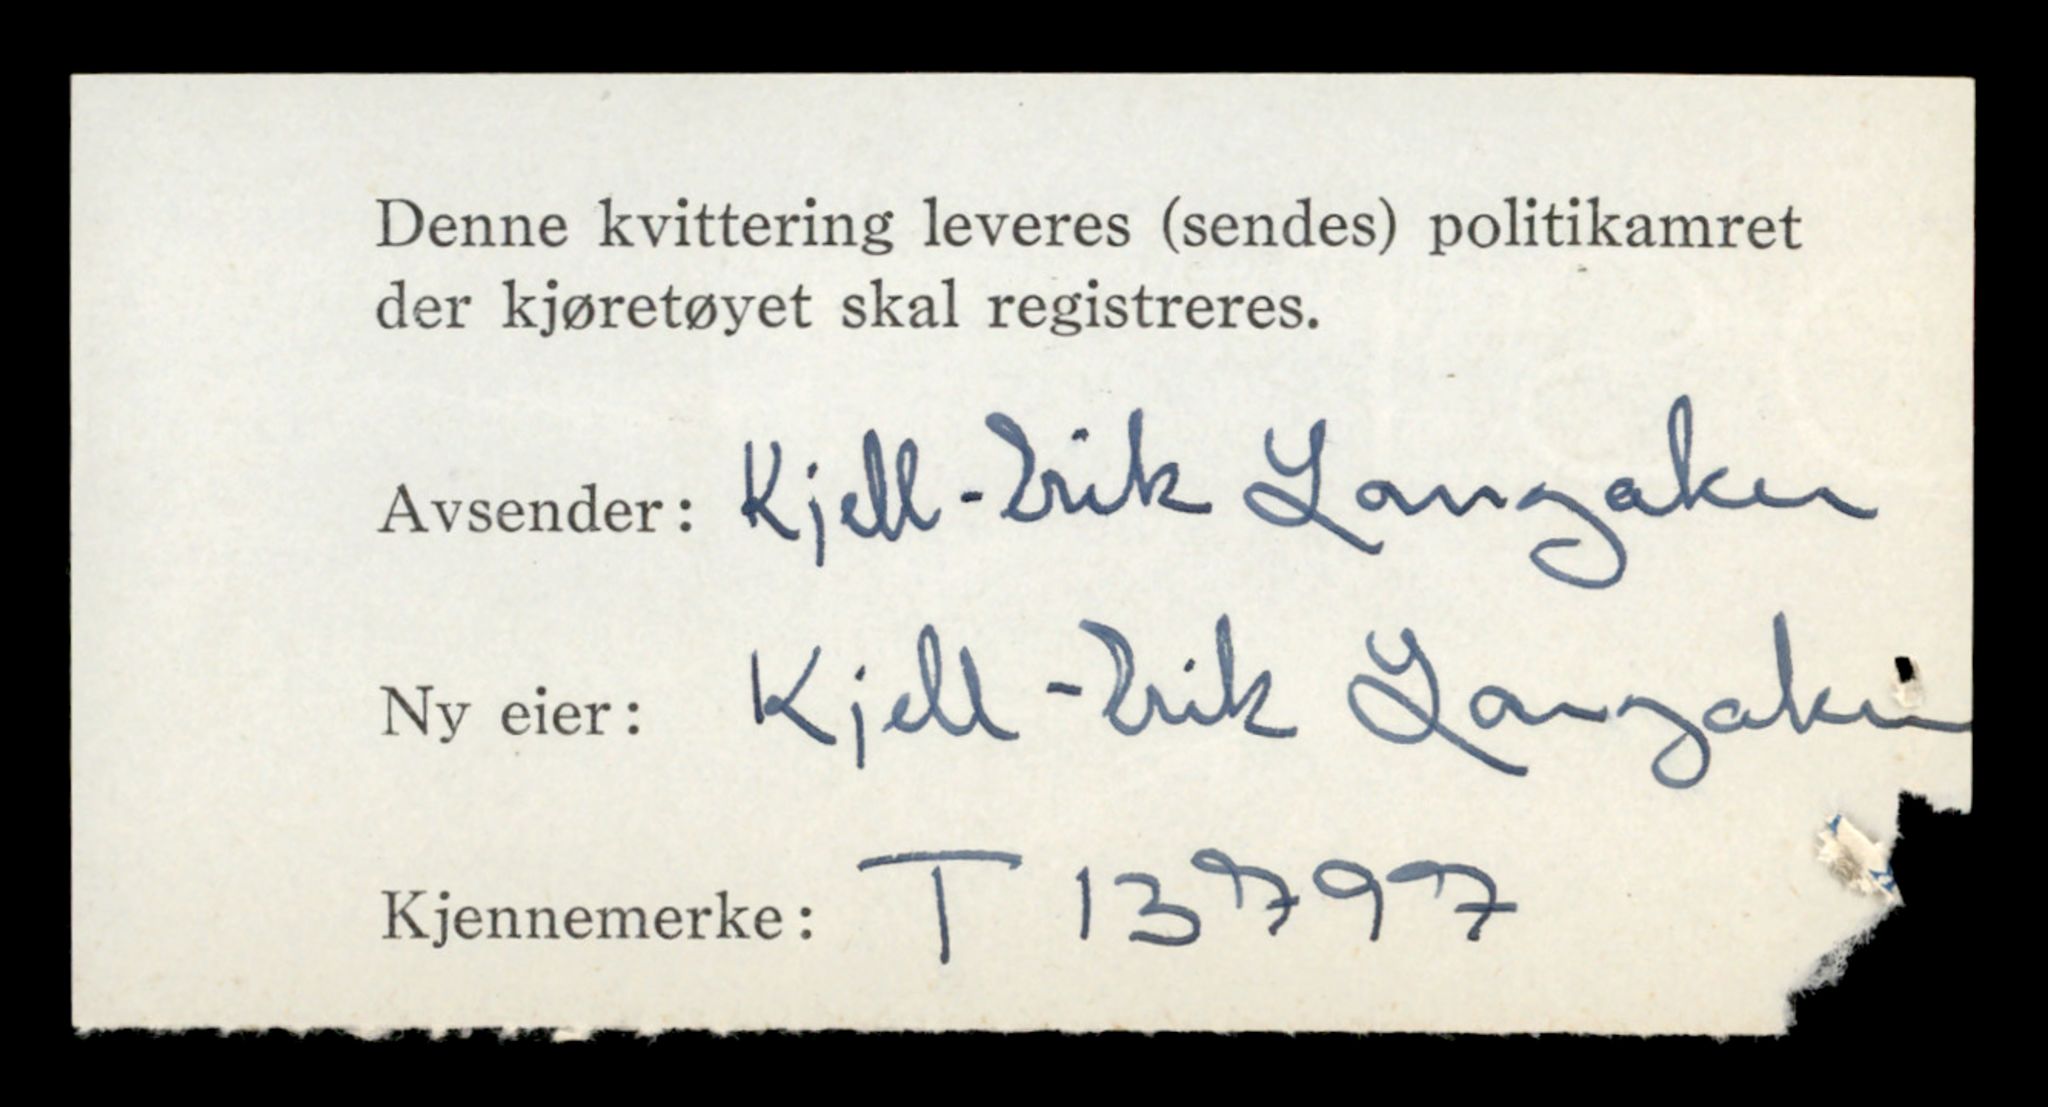 Denne kvittering leveres (sendes) politikamret
der kjøretøyet skal registreres.
Avsender: Kjell-Erik Langaker
Ny eier: Kjell-Erik Langaker
Kjennemerke: T 13797